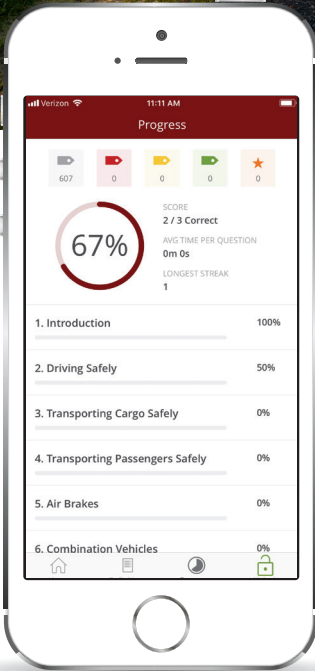 Verizon 11:11 AM
Progress
607 0 0 0 0
67%
SCORE
2 / 3 Correct
AVG TIME PER QUESTION
0m 0s
LONGEST STREAK
1
1. Introduction 100%
2. Driving Safely 50%
3. Transporting Cargo Safely 0%
4. Transporting Passengers Safely 0%
5. Air Brakes 0%
6. Combination Vehicles 0%